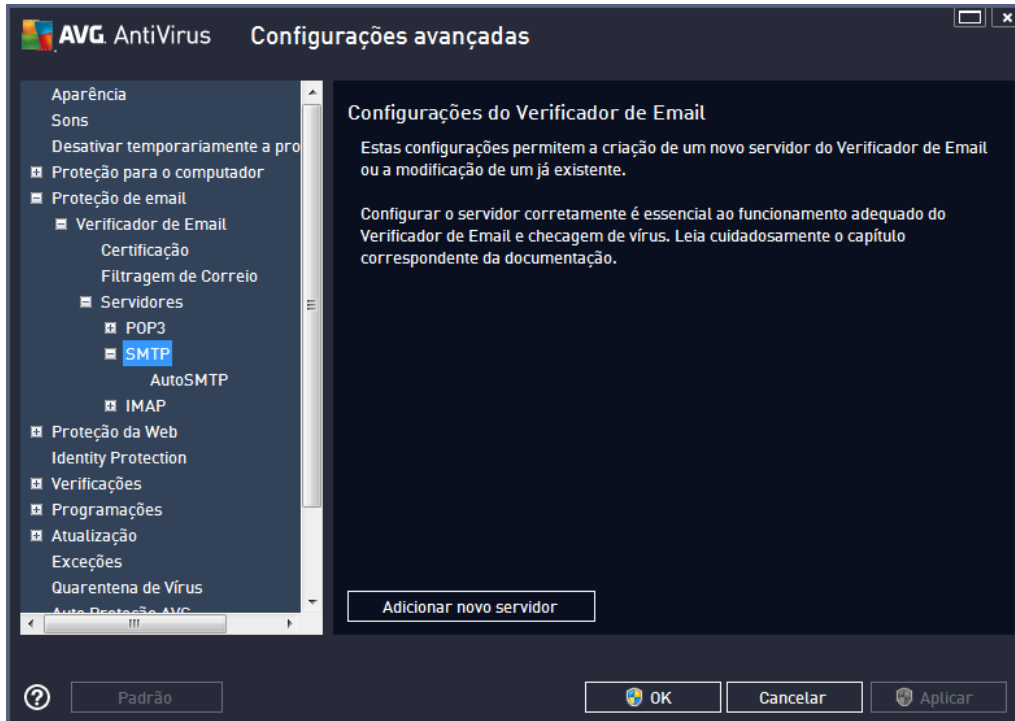 AVG. AntiVirus Configurações avançadas
Aparência
Sons
Desativar temporariamente a pro
Proteção para o computador
Proteção de email
Verificador de Email
Certificação
Filtragem de Correio
Servidores
POP3
SMTP
AutoSMTP
IMAP
Proteção da Web
Identity Protection
Verificações
Programações
Atualização
Exceções
Quarentena de Vírus
Auto Proteção AVG
Configurações do Verificador de Email
Estas configurações permitem a criação de um novo servidor do Verificador de Email
ou a modificação de um já existente.
Configurar o servidor corretamente é essencial ao funcionamento adequado do
Verificador de Email e checagem de vírus. Leia cuidadosamente o capítulo
correspondente da documentação.
Adicionar novo servidor
Padrão
OK
Cancelar
Aplicar